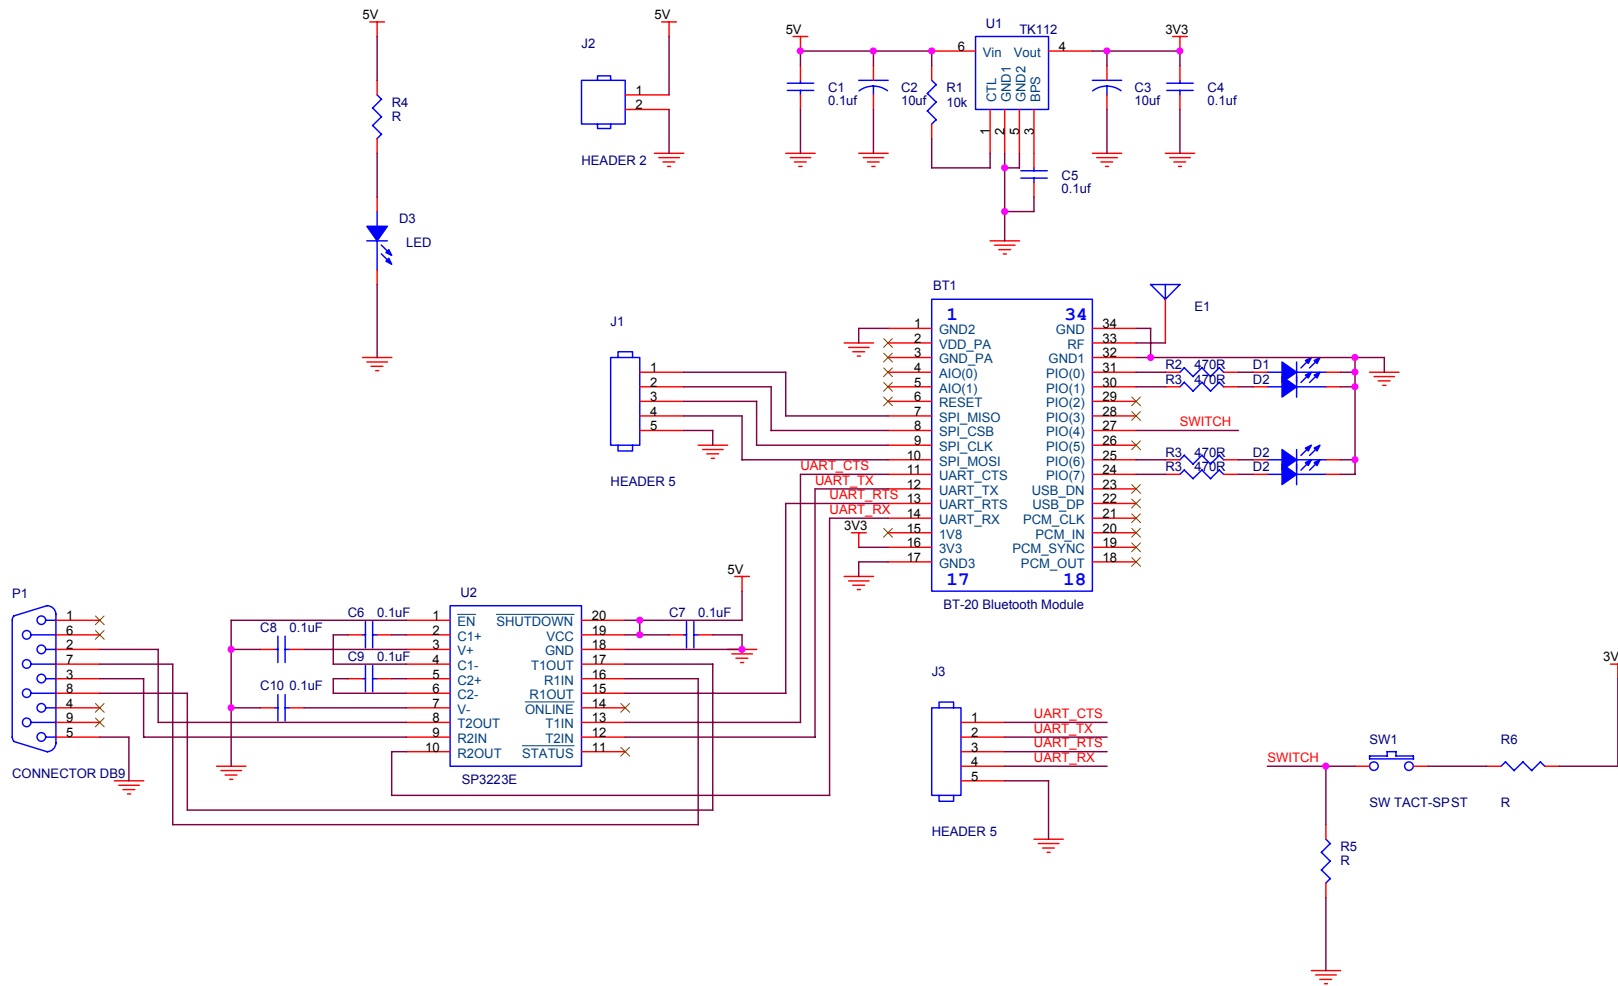 5V
R4
R
D3
LED
5V
J2
1
2
HEADER 2
5V
C1
0.1uf
C2
10uf
R1
10k
U1
TK112
6
Vin
Vout
4
CTL
GND1
GND2
BPS
1
2
5
3
C5
0.1uf
3V3
C3
10uf
C4
0.1uf
J1
1
2
3
4
5
HEADER 5
BT1
1
34
1 GND2
2 VDD_PA
3 GND_PA
4 AIO(0)
5 AIO(1)
6 RESET
7 SPI_MISO
8 SPI_CSB
9 SPI_CLK
10 SPI_MOSI
11 UART_CTS
12 UART_TX
13 UART_RTS
14 UART_RX
15 1V8
16 3V3
17 GND3
17
18
GND 34
RF 33
GND1 32
PIO(0) 31
PIO(1) 30
PIO(2) 29
PIO(3) 28
PIO(4) 27
PIO(5) 26
PIO(6) 25
PIO(7) 24
USB_DN 23
USB_DP 22
PCM_CLK 21
PCM_IN 20
PCM_SYNC 19
PCM_OUT 18
BT-20 Bluetooth Module
E1
R2 470R D1
R3 470R D2
SWITCH
R3 470R D2
R3 470R D2
UART_CTS
UART_TX
UART_RTS
UART_RX
3V3
P1
1
6
2
7
3
8
4
9
5
CONNECTOR DB9
U2
1 EN
2 C1+
3 V+
4 C1-
5 C2+
6 C2-
7 V-
8 T2OUT
9 R2IN
10 R2OUT
SHUTDOWN 20
VCC 19
GND 18
T1OUT 17
R1IN 16
R1OUT 15
ONLINE 14
T1IN 13
T2IN 12
STATUS 11
SP3223E
C6 0.1uF
C8 0.1uF
C9 0.1uF
C10 0.1uF
5V
C7 0.1uF
J3
1 UART_CTS
2 UART_TX
3 UART_RTS
4 UART_RX
5
HEADER 5
SWITCH
SW1
SW TACT-SPST
R6
R
R5
R
3V